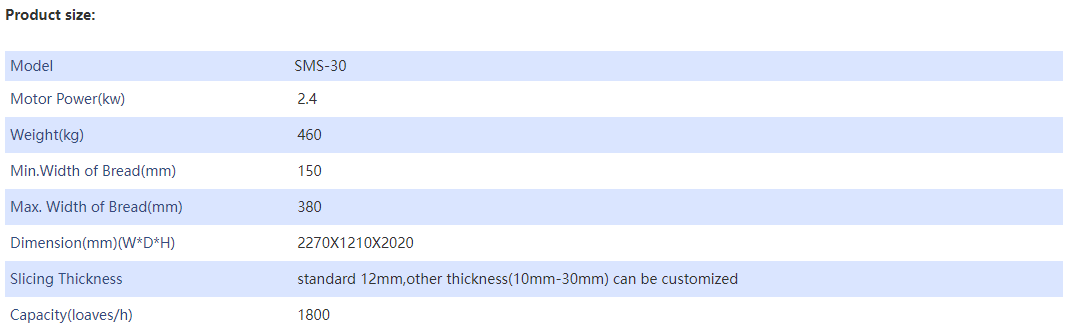 Product size:
Model SMS-30
Motor Power(kw) 2.4
Weight(kg) 460
Min.Width of Bread(mm) 150
Max. Width of Bread(mm) 380
Dimension(mm)(W*D*H) 2270X1210X2020
Slicing Thickness standard 12mm,other thickness(10mm-30mm) can be customized
Capacity(loaves/h) 1800